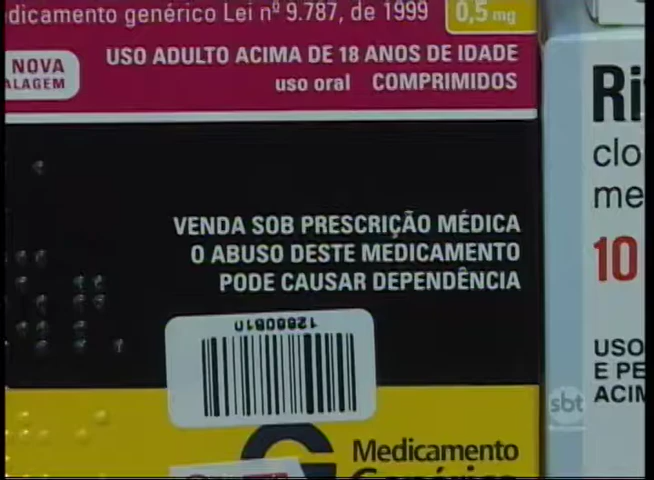 dicamento genérico Lei nº 9.787, de 1999
0,5 mg
NOVA
ALAGEM
USO ADULTO ACIMA DE 18 ANOS DE IDADE
uso oral COMPRIMIDOS
VENDA SOB PRESCRIÇÃO MÉDICA
O ABUSO DESTE MEDICAMENTO
PODE CAUSAR DEPENDÊNCIA
Medicamento
Genérico
Ri
clo
me
10
USO
E PE
ACIM
sbt